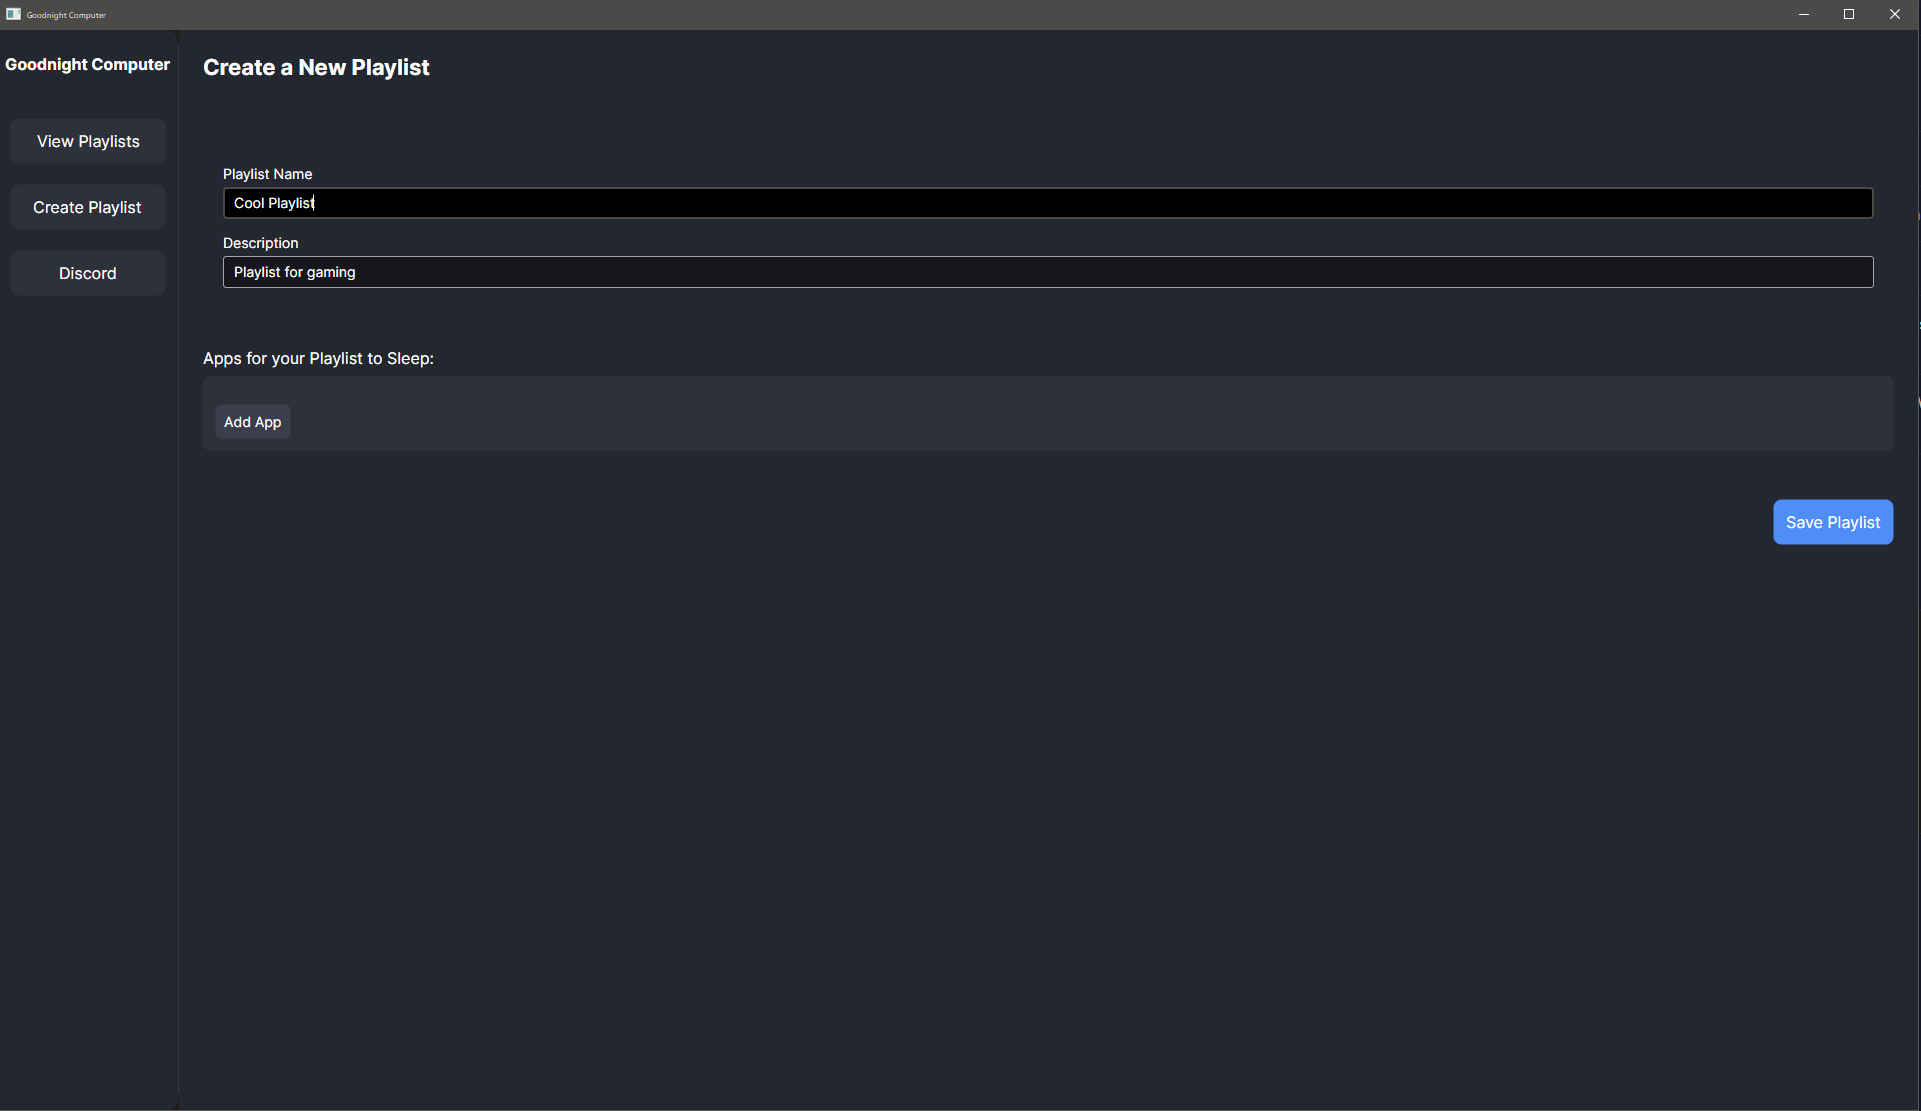 Goodnight Computer
Goodnight Computer
View Playlists
Create Playlist
Discord
Create a New Playlist
Playlist Name
Cool Playlist
Description
Playlist for gaming
Apps for your Playlist to Sleep:
Add App
Save Playlist